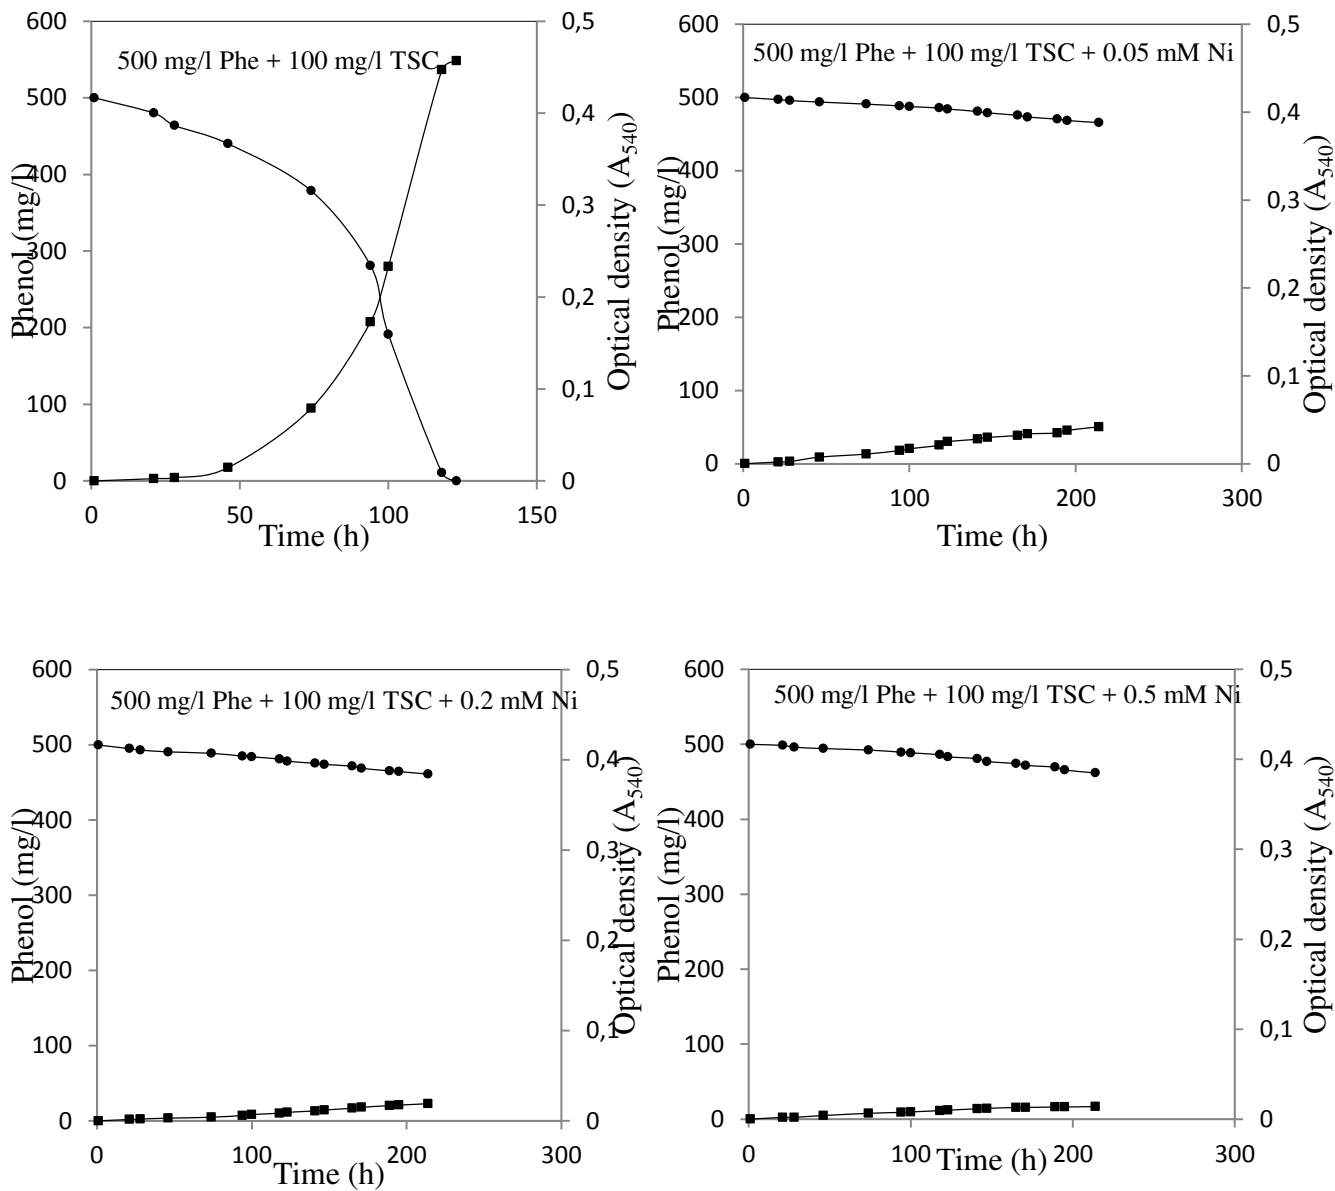 500 mg/l Phe + 100 mg/l TSC
Phenol (mg/l)
600
500
400
300
200
100
0
0,5
0,4
0,3
0,2
0,1
0
Optical density (A540)
0 50 100 150
Time (h)
500 mg/l Phe + 100 mg/l TSC + 0.05 mM Ni
Phenol (mg/l)
600
500
400
300
200
100
0
0,5
0,4
0,3
0,2
0,1
0
Optical density (A540)
0 100 200 300
Time (h)
500 mg/l Phe + 100 mg/l TSC + 0.2 mM Ni
Phenol (mg/l)
600
500
400
300
200
100
0
0,5
0,4
0,3
0,2
0,1
0
Optical density (A540)
0 100 200 300
Time (h)
500 mg/l Phe + 100 mg/l TSC + 0.5 mM Ni
Phenol (mg/l)
600
500
400
300
200
100
0
0,5
0,4
0,3
0,2
0,1
0
Optical density (A540)
0 100 200 300
Time (h)